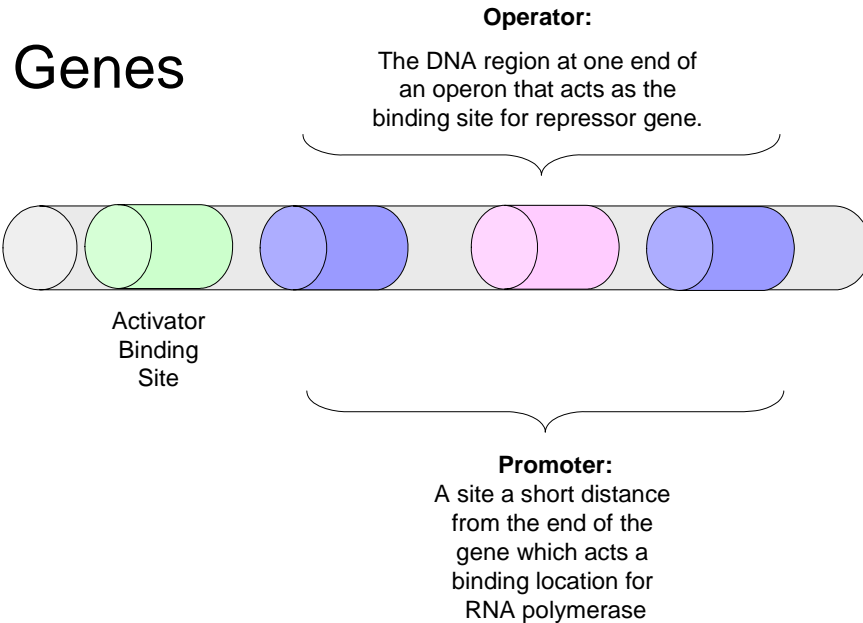 Genes
Operator:
The DNA region at one end of
an operon that acts as the
binding site for repressor gene.
Activator
Binding
Site
Promoter:
A site a short distance
from the end of the
gene which acts a
binding location for
RNA polymerase